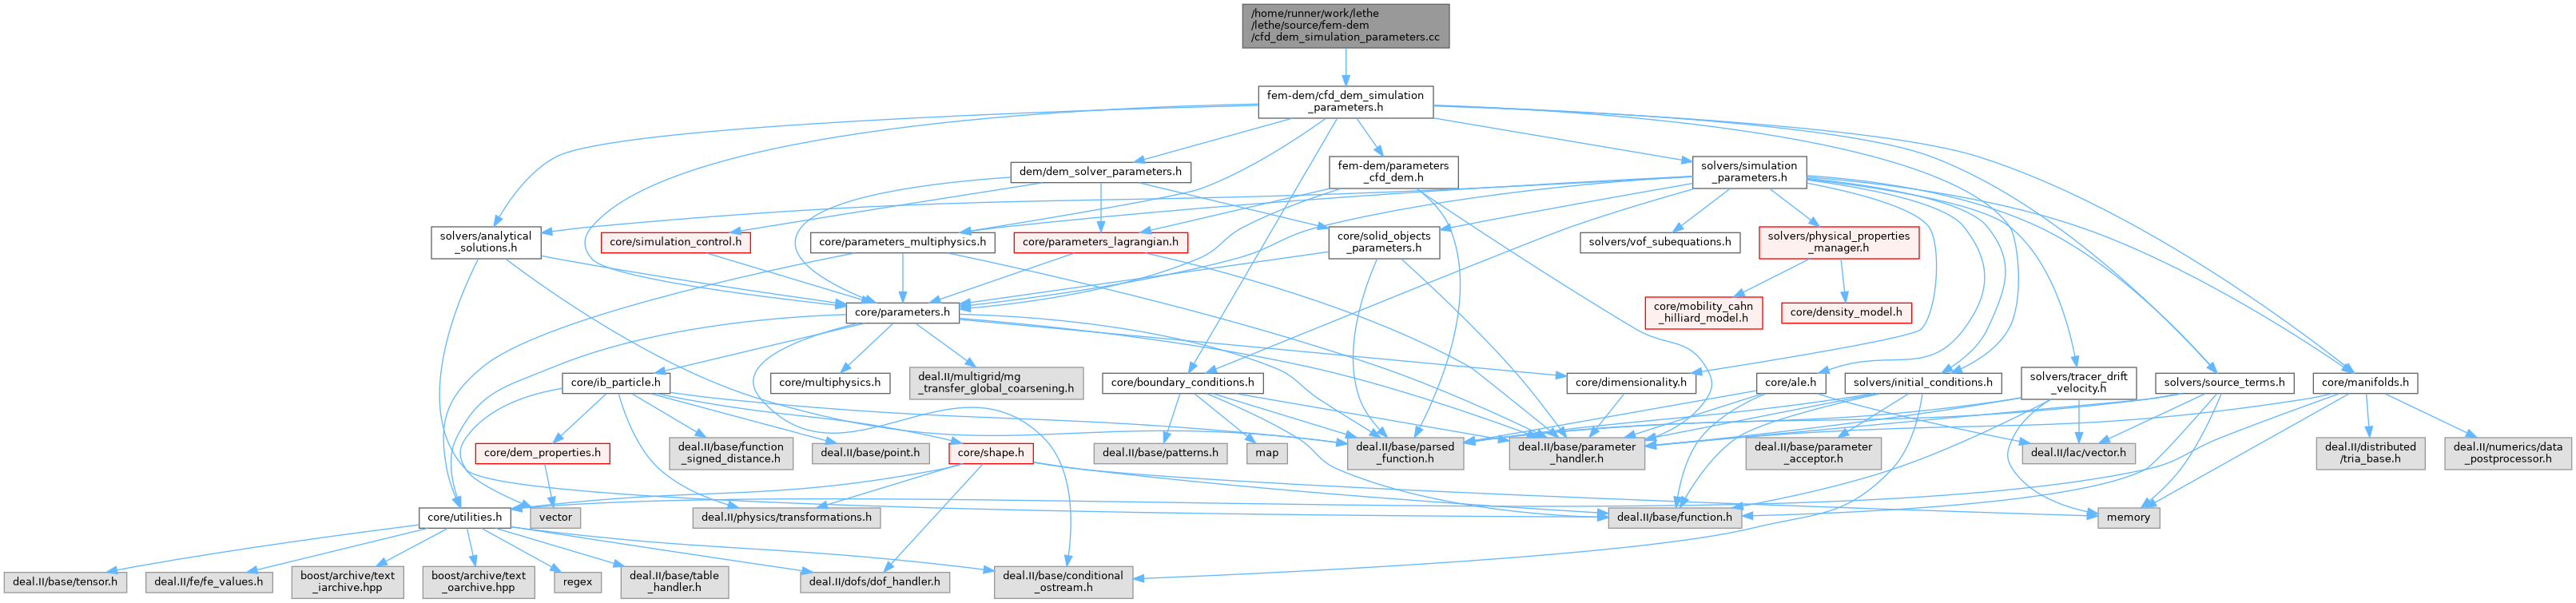 /home/runner/work/lethe
/lethe/source/fem-dem
/cfd_dem_simulation_parameters.cc
fem-dem/cfd_dem_simulation
_parameters.h
dem/dem_solver_parameters.h
fem-dem/parameters
_cfd_dem.h
solvers/simulation
_parameters.h
solvers/analytical
_solutions.h
core/simulation_control.h
core/parameters_multiphysics.h
core/parameters_lagrangian.h
core/solid_objects
_parameters.h
solvers/vof_subequations.h
solvers/physical_properties
_manager.h
core/parameters.h
core/mobility_cahn
_hilliard_model.h
core/density_model.h
core/ib_particle.h
core/multiphysics.h
deal.II/multigrid/mg
_transfer_global_coarsening.h
core/boundary_conditions.h
core/dimensionality.h
core/ale.h
solvers/initial_conditions.h
solvers/tracer_drift
_velocity.h
solvers/source_terms.h
core/manifolds.h
core/dem_properties.h
deal.II/base/function
_signed_distance.h
deal.II/base/point.h
core/shape.h
deal.II/base/patterns.h
map
deal.II/base/parsed
_function.h
deal.II/base/parameter
_handler.h
deal.II/base/parameter
_acceptor.h
deal.II/lac/vector.h
deal.II/distributed
/tria_base.h
deal.II/numerics/data
_postprocessor.h
core/utilities.h
vector
deal.II/physics/transformations.h
deal.II/base/function.h
memory
deal.II/base/tensor.h
deal.II/fe/fe_values.h
boost/archive/text
_iarchive.hpp
boost/archive/text
_oarchive.hpp
regex
deal.II/base/table
_handler.h
deal.II/dofs/dof_handler.h
deal.II/base/conditional
_ostream.h